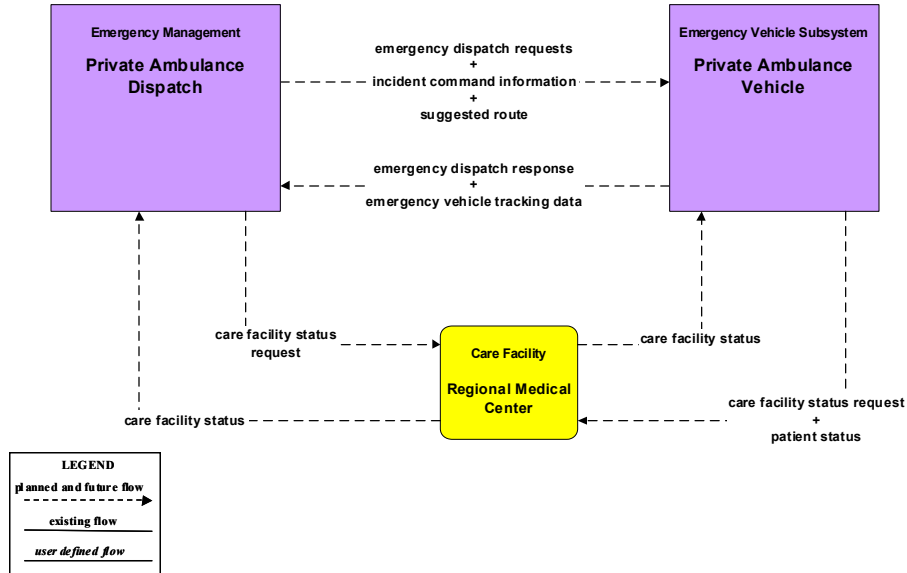 Emergency Management
Private Ambulance
Dispatch
emergency dispatch requests
+
incident command information
+
suggested route
Emergency Vehicle Subsystem
Private Ambulance
Vehicle
emergency dispatch response
+
emergency vehicle tracking data
care facility status
request
Care Facility
Regional Medical
Center
care facility status
care facility status
care facility status request
+
patient status
LEGEND
planned and future flow
existing flow
user defined flow